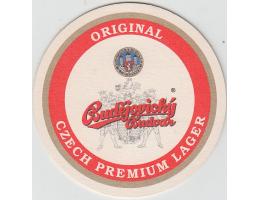 ORIGINAL
Budějovický
Budvar
®
CZECH PREMIUM LAGER